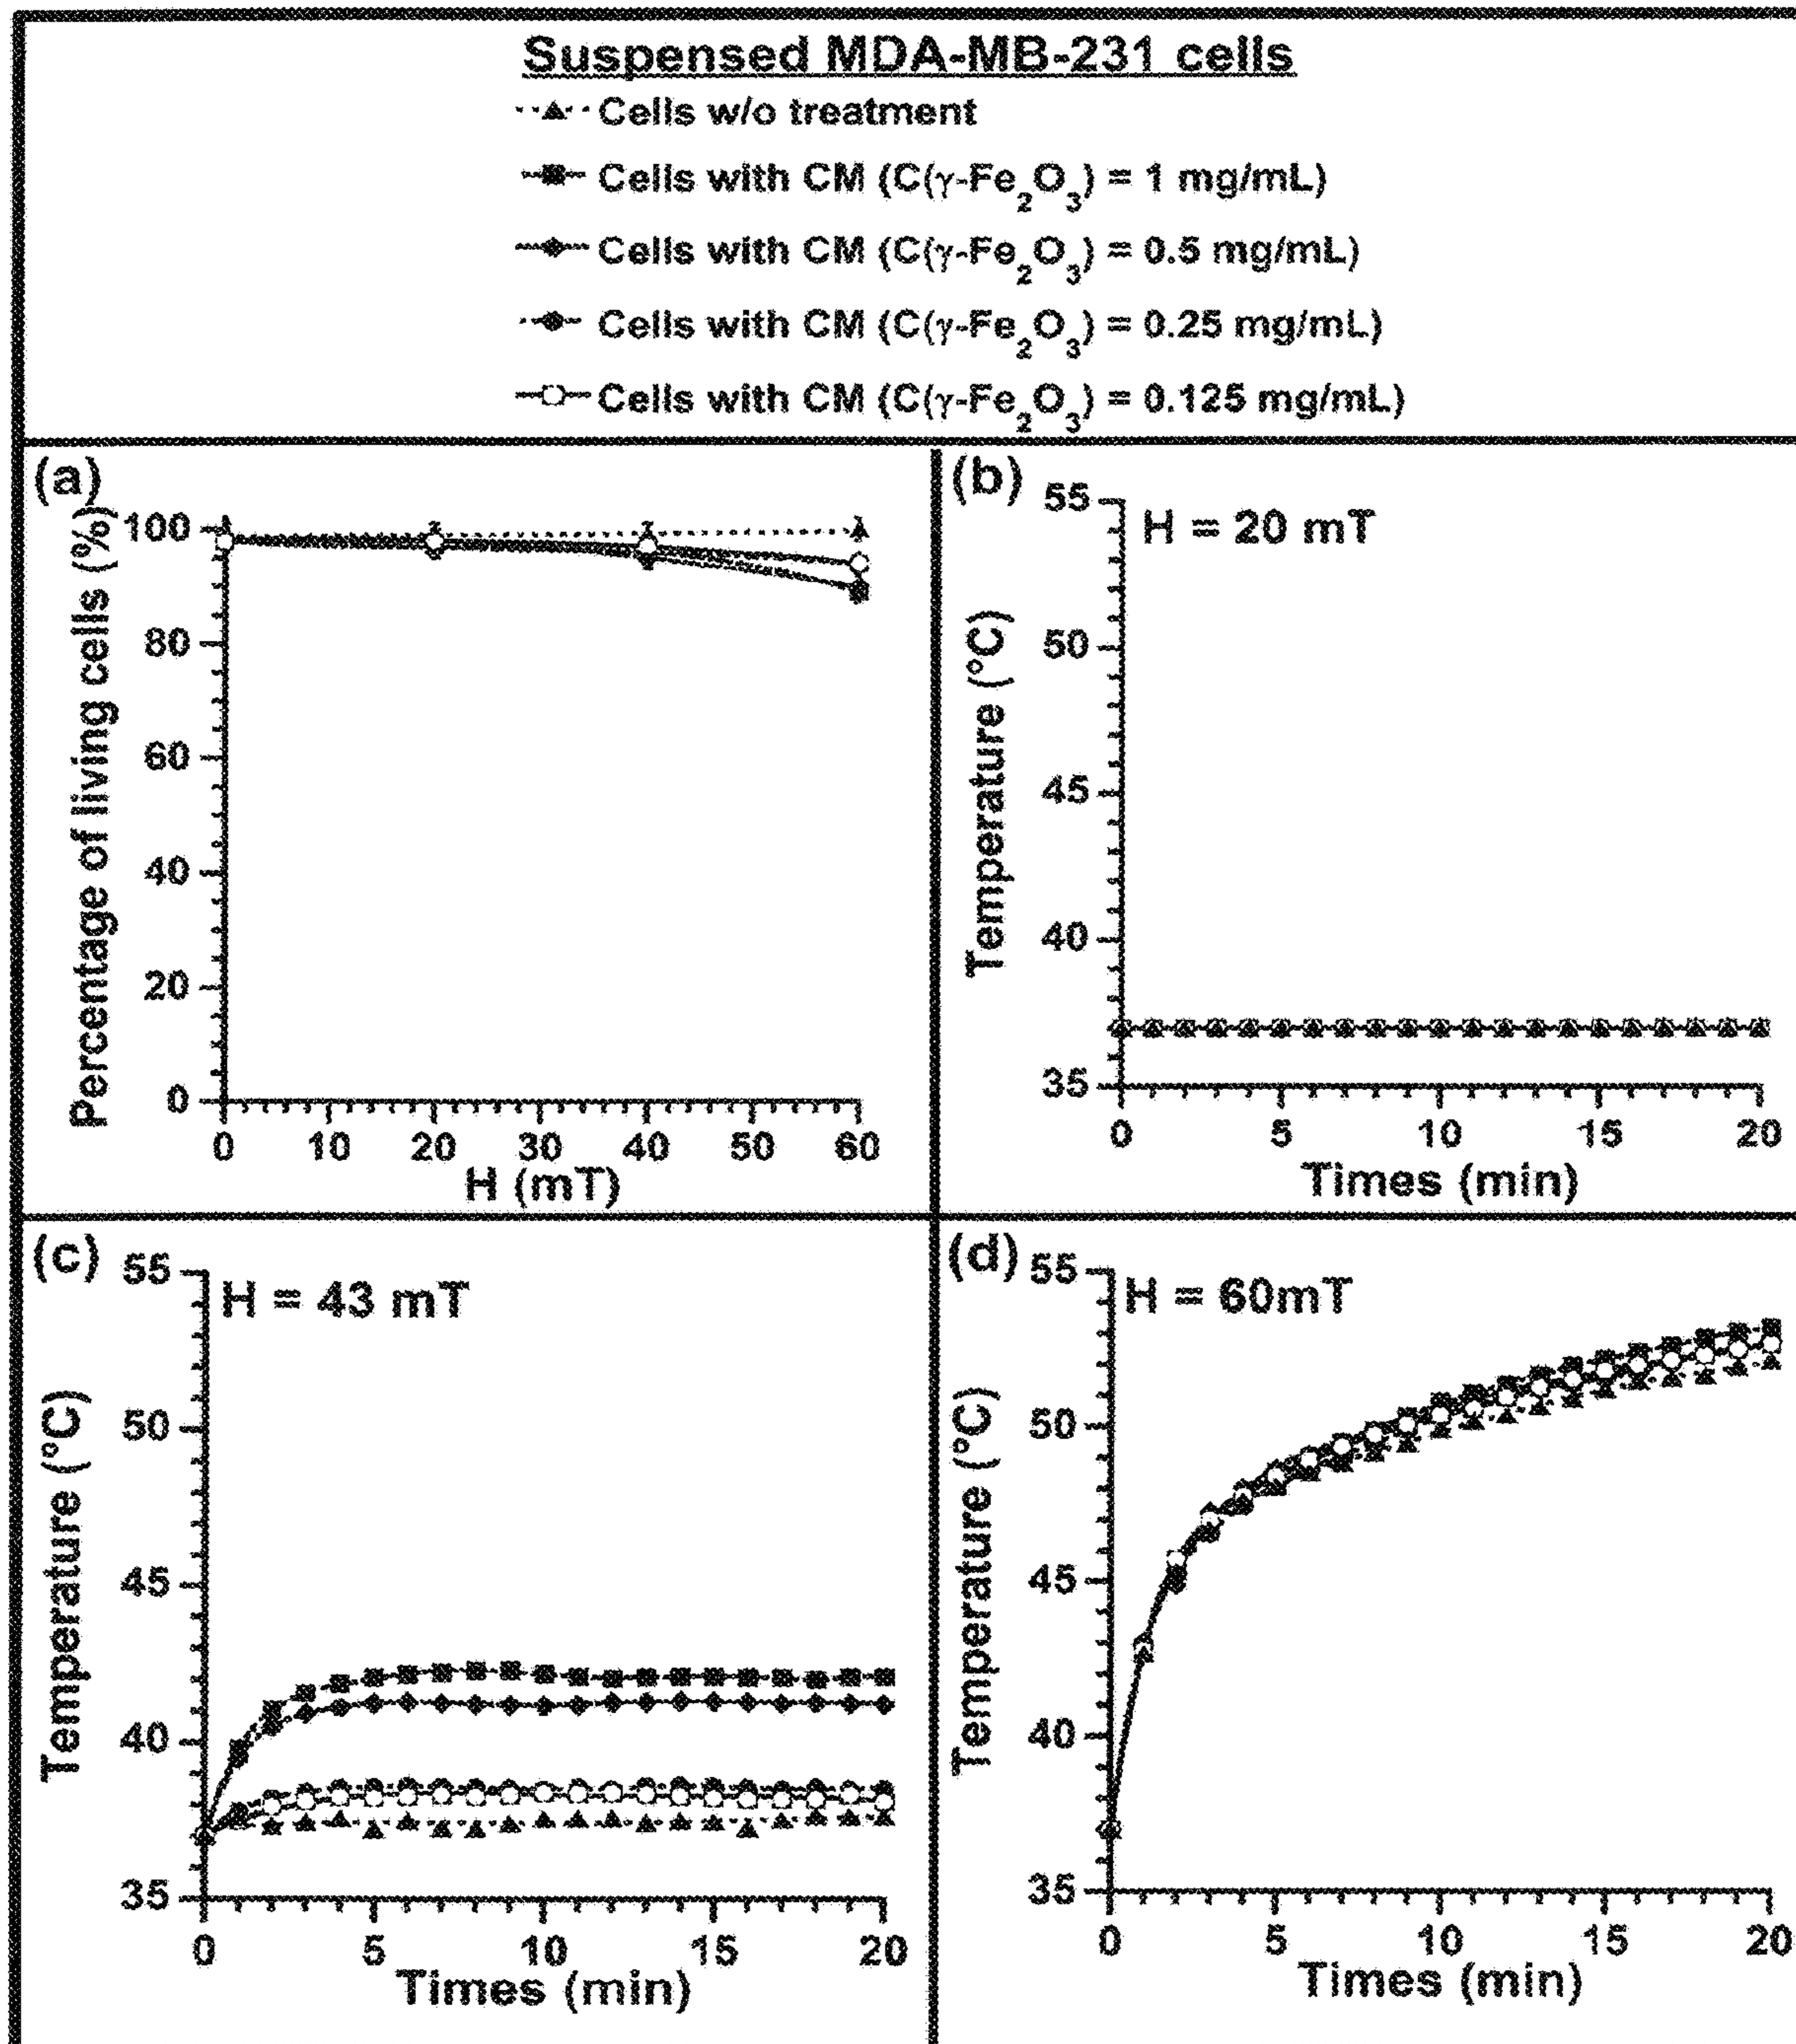 Suspensed MDA-MB-231 cells
Cells w/o treatment
Cells with CM (C(γ-Fe₂O₃) = 1 mg/mL)
Cells with CM (C(γ-Fe₂O₃) = 0.5 mg/mL)
Cells with CM (C(γ-Fe₂O₃) = 0.25 mg/mL)
Cells with CM (C(γ-Fe₂O₃) = 0.125 mg/mL)
(a)
Percentage of living cells (%)
100
80
60
40
20
0
0 10 20 30 40 50 60
H (mT)
(b)
H = 20 mT
Temperature (°C)
55
50
45
40
35
0 5 10 15 20
Times (min)
(c)
H = 43 mT
Temperature (°C)
55
50
45
40
35
0 5 10 15 20
Times (min)
(d)
H = 60mT
Temperature (°C)
55
50
45
40
35
0 5 10 15 20
Times (min)